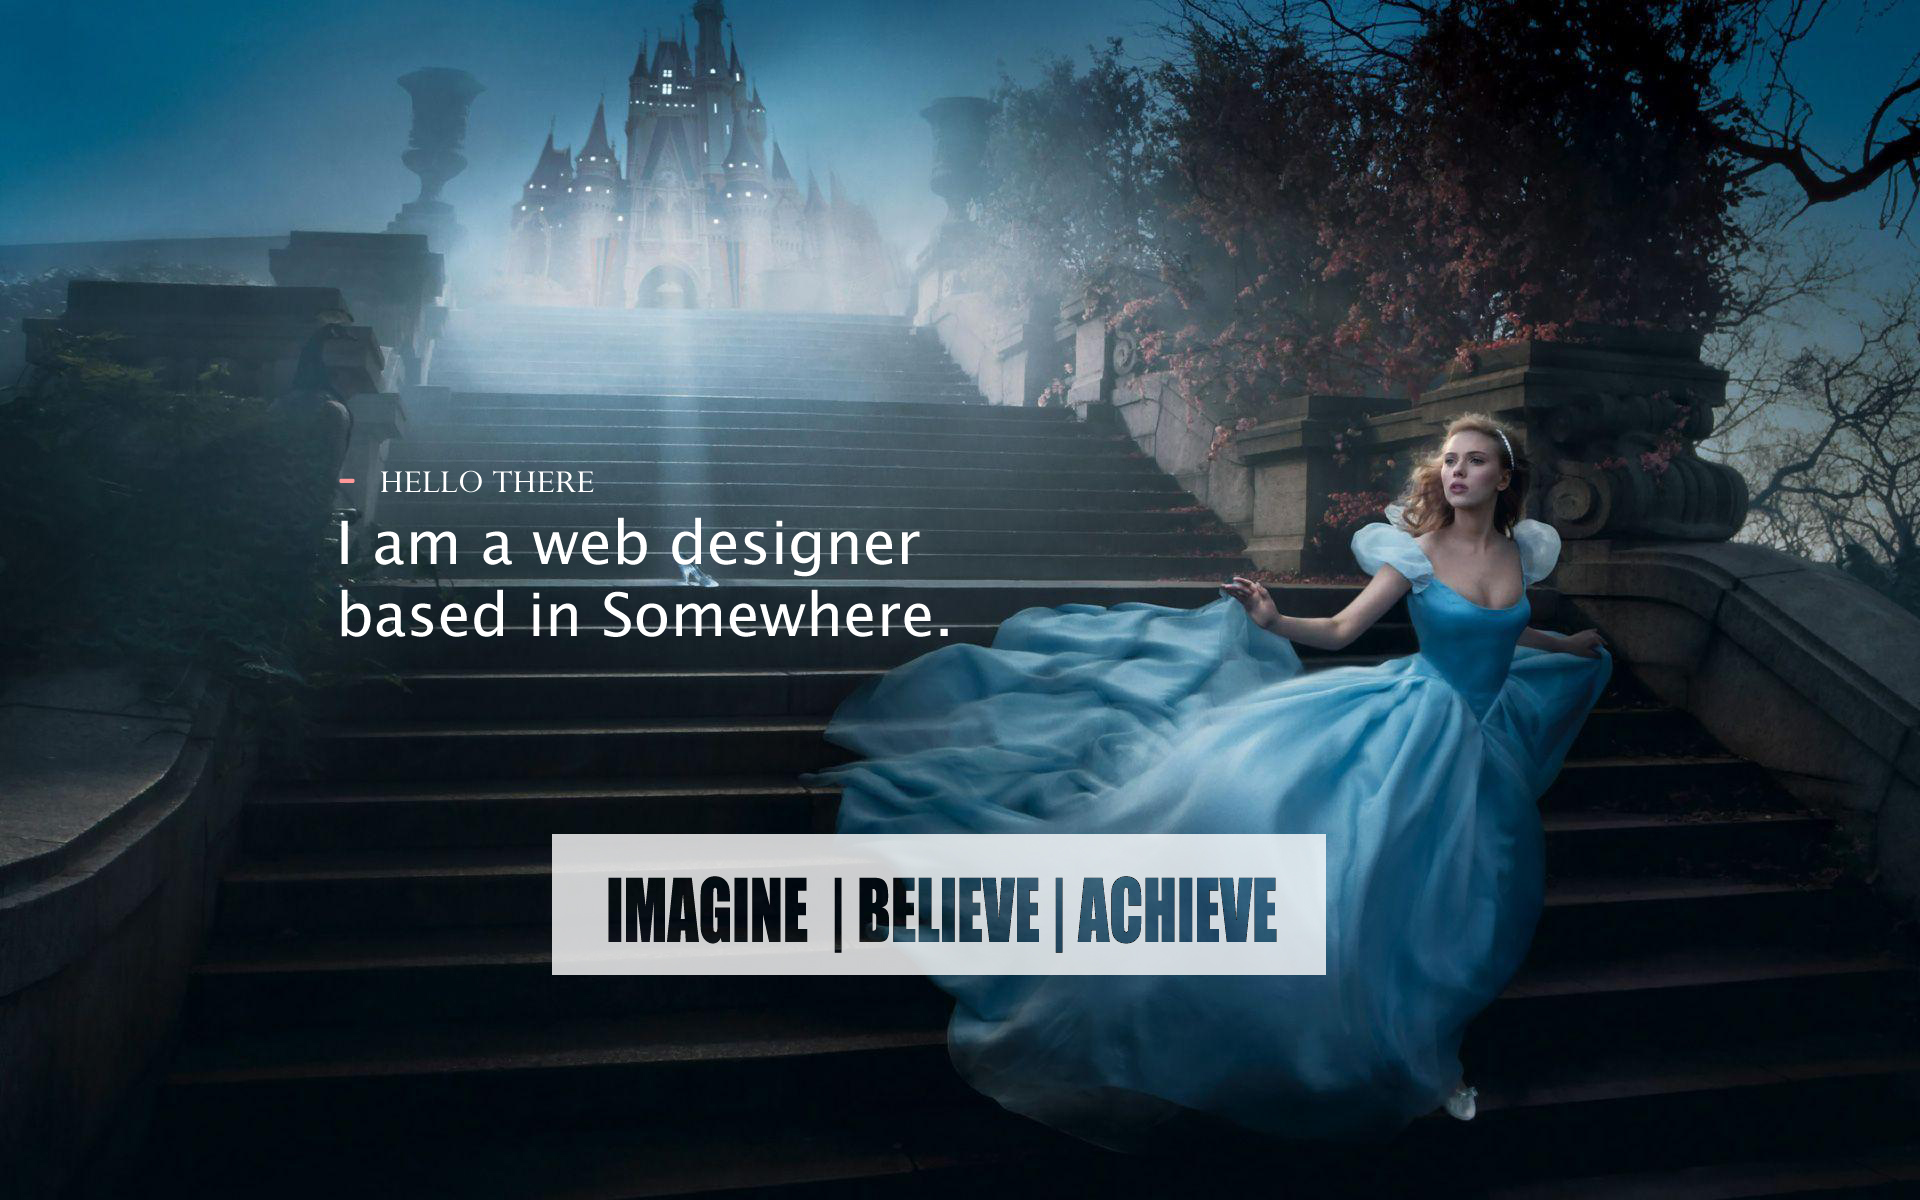 - HELLO THERE
I am a web designer
based in Somewhere.
IMAGINE | BELIEVE | ACHIEVE